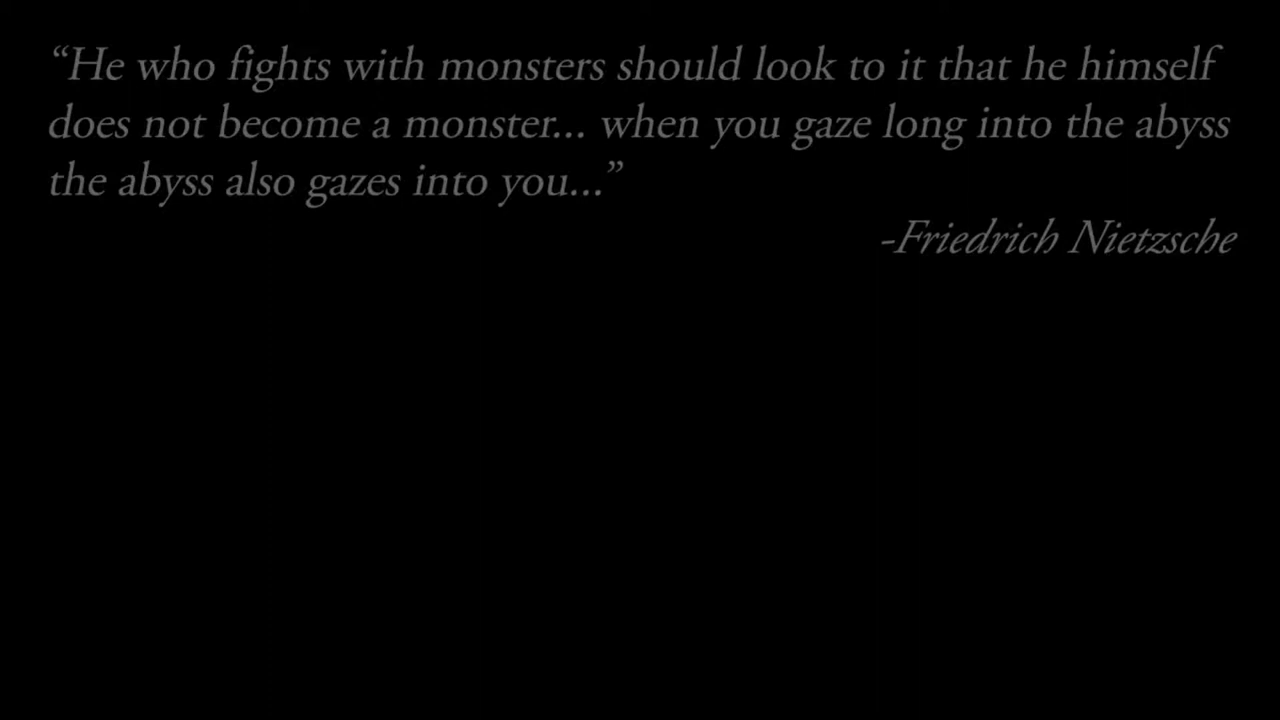 “He who fights with monsters should look to it that he himself
does not become a monster... when you gaze long into the abyss
the abyss also gazes into you...”
-Friedrich Nietzsche